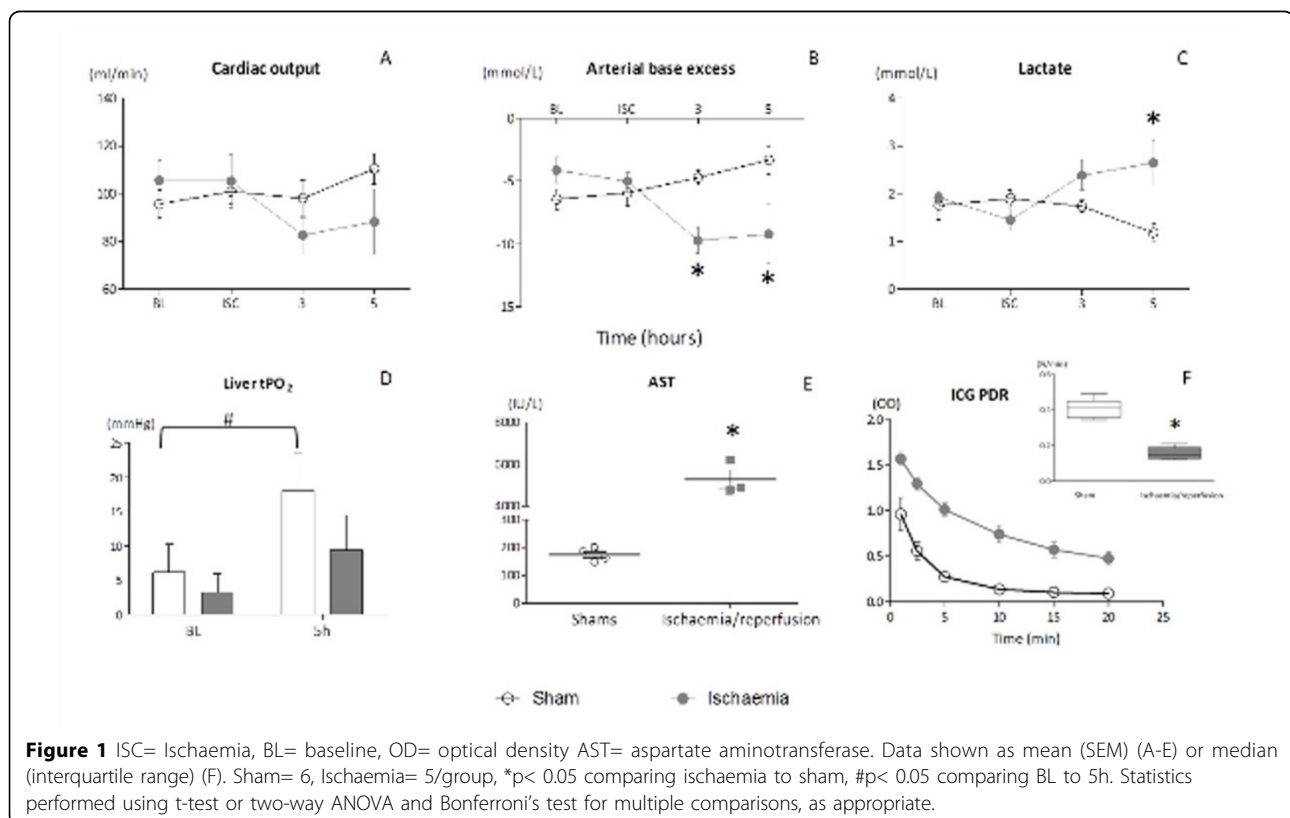 A
Cardiac output
(ml/min)
140
120
100
80
60
BL
ISC
3
5
B
Arterial base excess
(mmol/L)
BL
ISC
3
5
0
-5
-10
-15
*
*
Time (hours)
C
Lactate
(mmol/L)
4
3
2
1
0
*
BL
ISC
3
5
D
Liver tPO2
(mmHg)
#
25
20
15
10
5
0
BL
5h
E
AST
(IU/L)
8000
6000
4000
*
200
100
0
Shams
Ischaemia/reperfusion
F
ICG PDR
(OD)
2.0
1.5
1.0
0.5
0.0
0
5
10
15
20
25
Time (min)
*
Sham
Ischaemia/reperfusion
Sham
Ischaemia
Figure 1 ISC= Ischaemia, BL= baseline, OD= optical density AST= aspartate aminotransferase. Data shown as mean (SEM) (A-E) or median
(interquartile range) (F). Sham= 6, Ischaemia= 5/group, *p< 0.05 comparing ischaemia to sham, #p< 0.05 comparing BL to 5h. Statistics
performed using t-test or two-way ANOVA and Bonferroni's test for multiple comparisons, as appropriate.